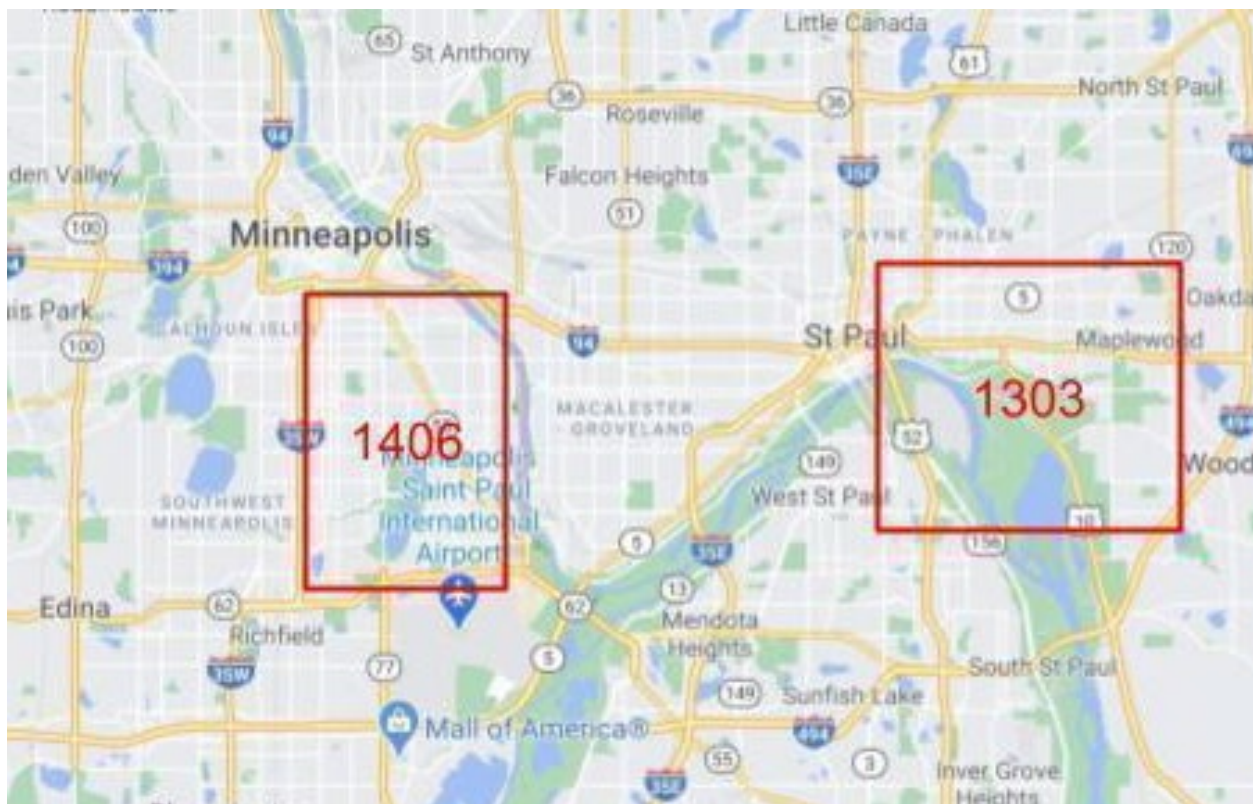 65
St Anthony
Little Canada
61
36
Roseville
36
North St Paul
94
35E
694
den Valley
Falcon Heights
51
100
Minneapolis
PAYNE - PHALEN
120
394
5
Oakda
uis Park
CALHOUN ISLES
100
94
St Paul
Maplewood
1303
MACALESTER
- GROVELAND
35W
1406
52
494
Minneapolis
Saint Paul
International
Airport
149
West St Paul
Wood
SOUTHWEST
MINNEAPOLIS
10
5
35E
156
13
Edina
62
62
Richfield
Mendota
Heights
35W
77
5
South St Paul
149
Sunfish Lake
Mall of America®
494
55
3
35E
Inver Grove
Heights